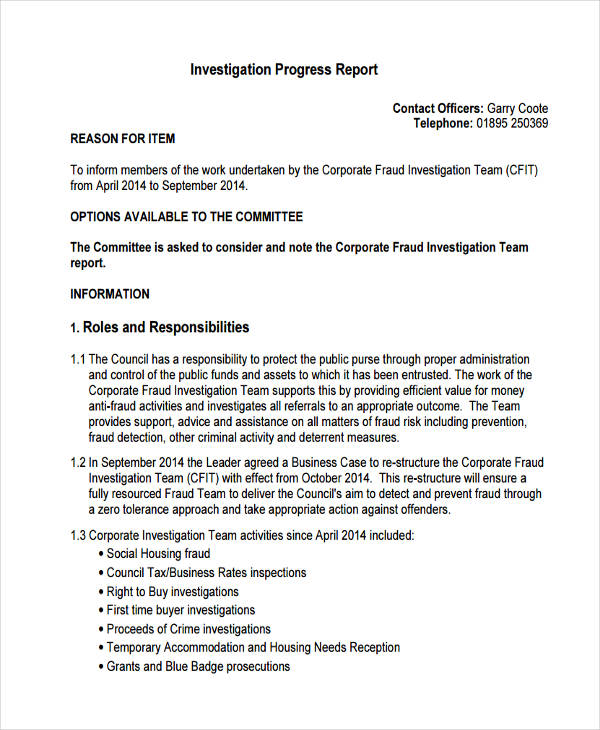 Investigation Progress Report
Contact Officers: Garry Coote
Telephone: 01895 250369
REASON FOR ITEM
To inform members of the work undertaken by the Corporate Fraud Investigation Team (CFIT)
from April 2014 to September 2014.
OPTIONS AVAILABLE TO THE COMMITTEE
The Committee is asked to consider and note the Corporate Fraud Investigation Team
report.
INFORMATION
1. Roles and Responsibilities
1.1 The Council has a responsibility to protect the public purse through proper administration
and control of the public funds and assets to which it has been entrusted. The work of the
Corporate Fraud Investigation Team supports this by providing efficient value for money
anti-fraud activities and investigates all referrals to an appropriate outcome. The Team
provides support, advice and assistance on all matters of fraud risk including prevention,
fraud detection, other criminal activity and deterrent measures.
1.2 In September 2014 the Leader agreed a Business Case to re-structure the Corporate Fraud
Investigation Team (CFIT) with effect from October 2014. This re-structure will ensure a
fully resourced Fraud Team to deliver the Council's aim to detect and prevent fraud through
a zero tolerance approach and take appropriate action against offenders.
1.3 Corporate Investigation Team activities since April 2014 included:
• Social Housing fraud
• Council Tax/Business Rates inspections
• Right to Buy investigations
• First time buyer investigations
• Proceeds of Crime investigations
• Temporary Accommodation and Housing Needs Reception
• Grants and Blue Badge prosecutions